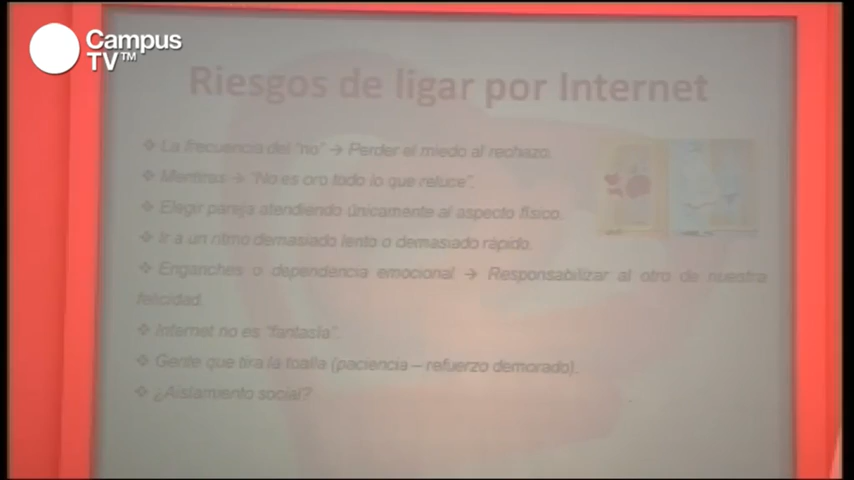 Campus
TV™
Riesgos de ligar por Internet
❖ La frecuencia del "no" → Perder el miedo al rechazo.
❖ Mentiras → "No es oro todo lo que reluce".
❖ Elegir pareja atendiendo únicamente al aspecto físico.
❖ Ir a un ritmo demasiado lento o demasiado rápido.
❖ Enganches o dependencia emocional → Responsabilizar al otro de nuestra
felicidad.
❖ Internet no es "fantasía".
❖ Gente que tira la toalla (paciencia – refuerzo demorado).
❖ ¿Aislamiento social?